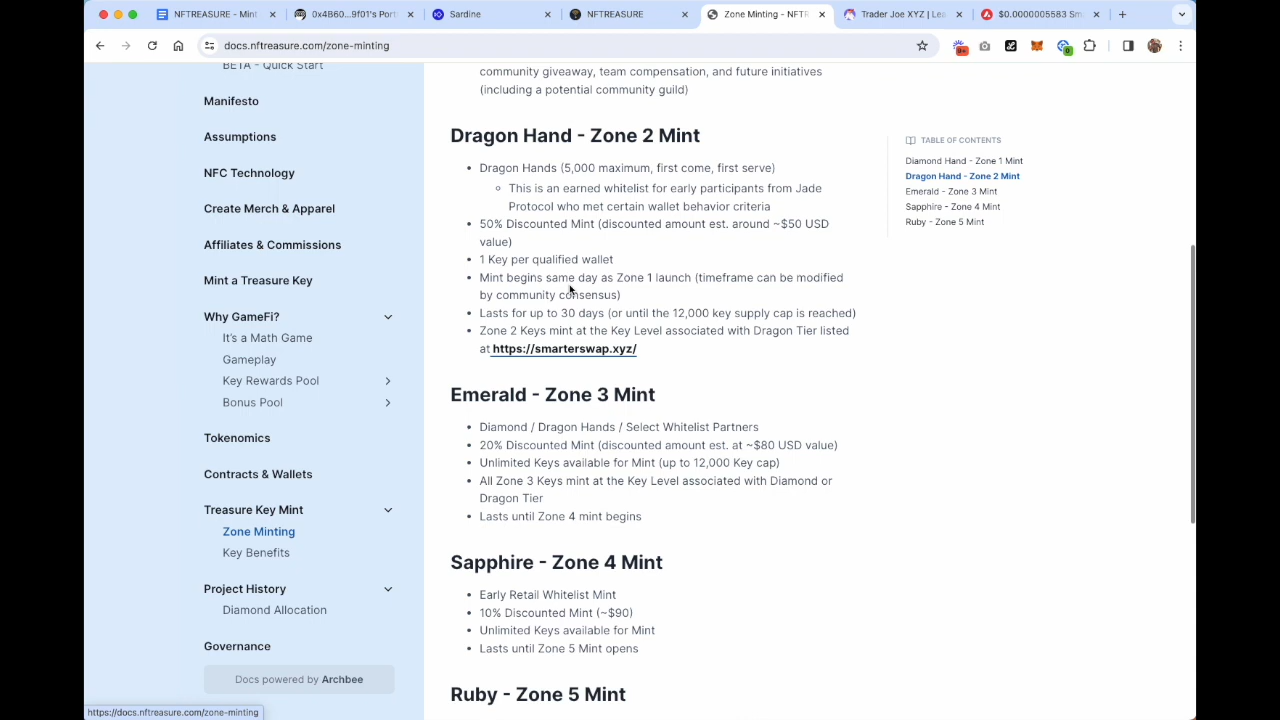 NFTREASURE - Mint
0x4B60...9f01's Port
Sardine
NFTREASURE
Zone Minting - NFTR
Trader Joe XYZ | Lea
$0.0000005583 Sm
docs.nftreasure.com/zone-minting
9+
0
BETA - Quick Start
Manifesto
Assumptions
NFC Technology
Create Merch & Apparel
Affiliates & Commissions
Mint a Treasure Key
Why GameFi?
It's a Math Game
Gameplay
Key Rewards Pool
Bonus Pool
Tokenomics
Contracts & Wallets
Treasure Key Mint
Zone Minting
Key Benefits
Project History
Diamond Allocation
Governance
Docs powered by Archbee
https://docs.nftreasure.com/zone-minting
community giveaway, team compensation, and future initiatives
(including a potential community guild)
Dragon Hand - Zone 2 Mint
Dragon Hands (5,000 maximum, first come, first serve)
This is an earned whitelist for early participants from Jade
Protocol who met certain wallet behavior criteria
50% Discounted Mint (discounted amount est. around ~$50 USD
value)
1 Key per qualified wallet
Mint begins same day as Zone 1 launch (timeframe can be modified
by community consensus)
Lasts for up to 30 days (or until the 12,000 key supply cap is reached)
Zone 2 Keys mint at the Key Level associated with Dragon Tier listed
at https://smarterswap.xyz/
Emerald - Zone 3 Mint
Diamond / Dragon Hands / Select Whitelist Partners
20% Discounted Mint (discounted amount est. at ~$80 USD value)
Unlimited Keys available for Mint (up to 12,000 Key cap)
All Zone 3 Keys mint at the Key Level associated with Diamond or
Dragon Tier
Lasts until Zone 4 mint begins
Sapphire - Zone 4 Mint
Early Retail Whitelist Mint
10% Discounted Mint (~$90)
Unlimited Keys available for Mint
Lasts until Zone 5 Mint opens
Ruby - Zone 5 Mint
TABLE OF CONTENTS
Diamond Hand - Zone 1 Mint
Dragon Hand - Zone 2 Mint
Emerald - Zone 3 Mint
Sapphire - Zone 4 Mint
Ruby - Zone 5 Mint